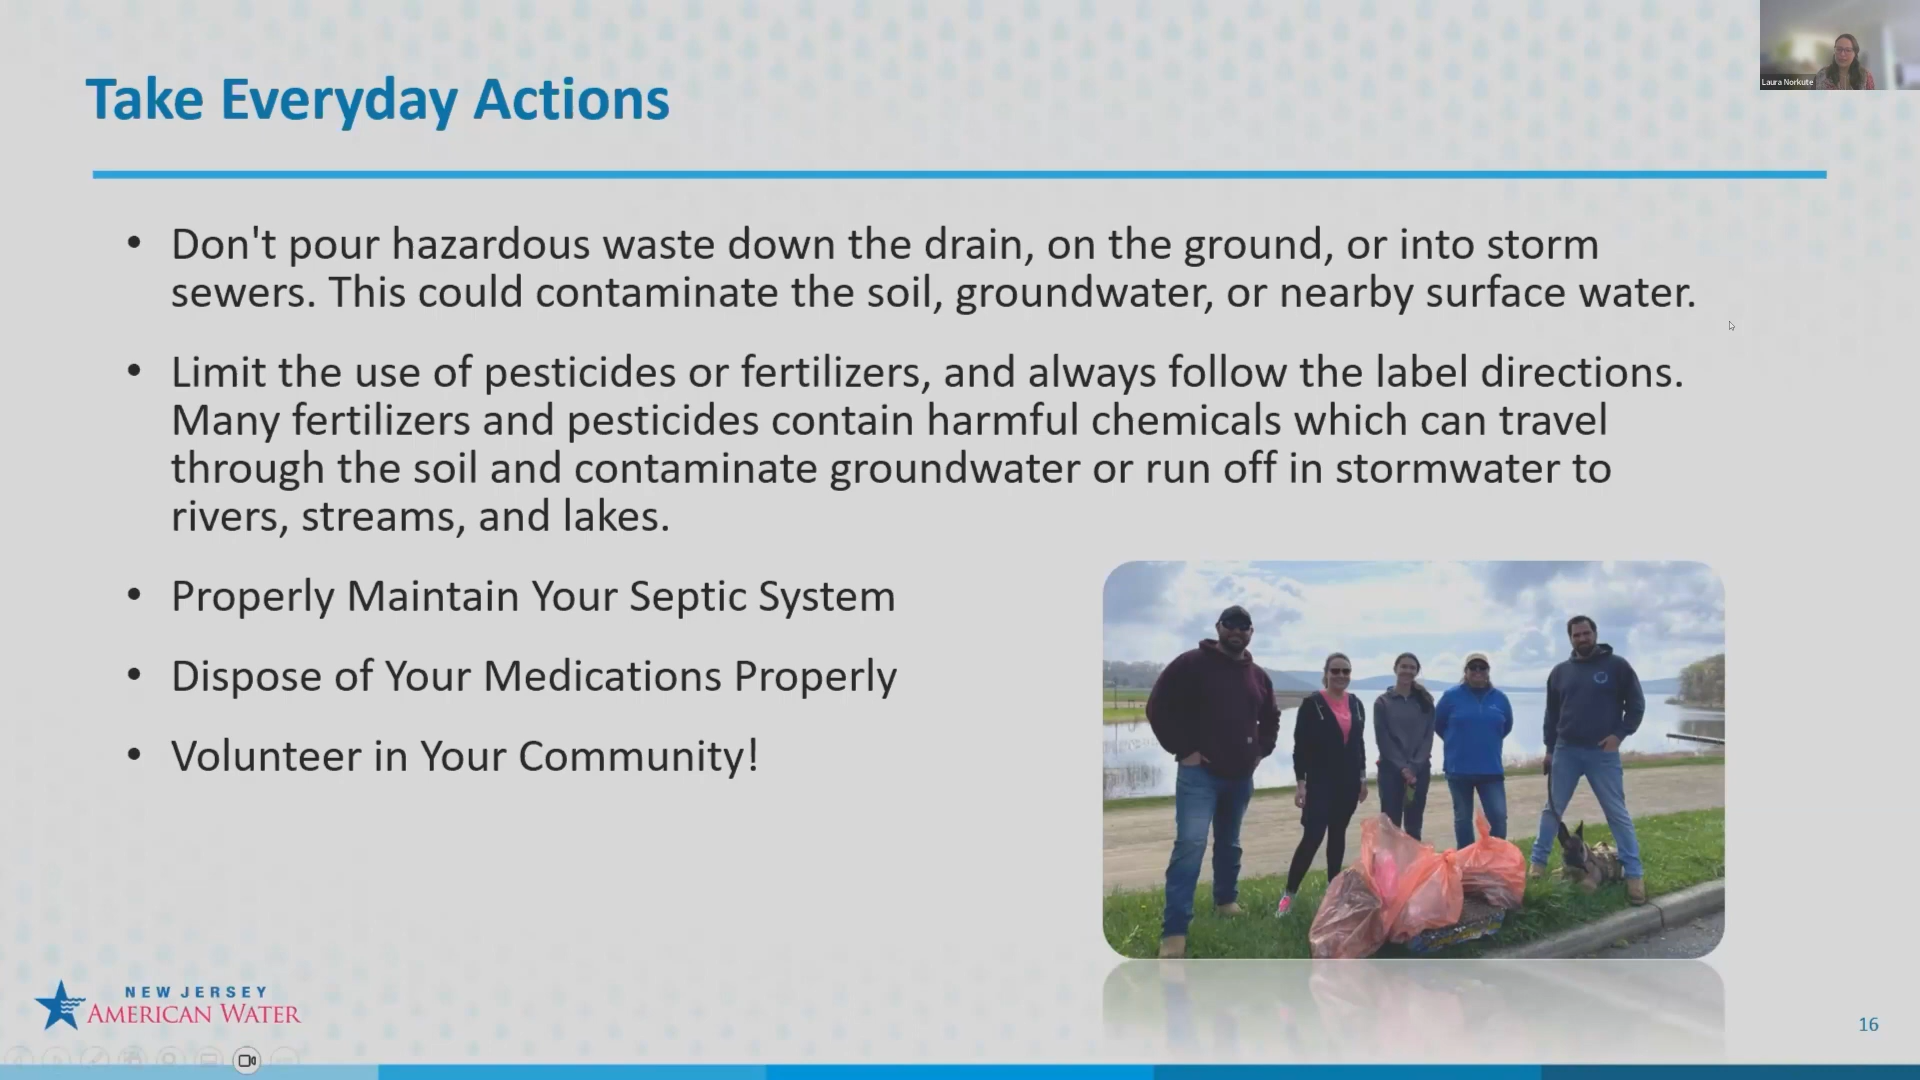 Take Everyday Actions
Laura Norkute
• Don't pour hazardous waste down the drain, on the ground, or into storm
sewers. This could contaminate the soil, groundwater, or nearby surface water.
• Limit the use of pesticides or fertilizers, and always follow the label directions.
Many fertilizers and pesticides contain harmful chemicals which can travel
through the soil and contaminate groundwater or run off in stormwater to
rivers, streams, and lakes.
• Properly Maintain Your Septic System
• Dispose of Your Medications Properly
• Volunteer in Your Community!
NEW JERSEY
AMERICAN WATER
16